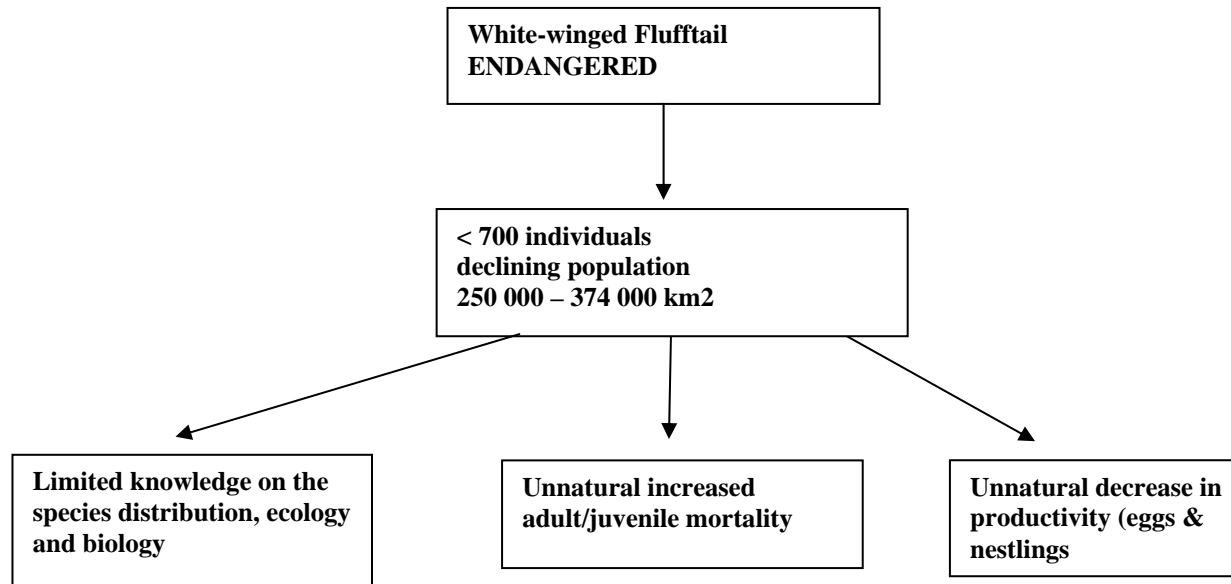 White-winged Flufftail
ENDANGERED
< 700 individuals
declining population
250 000 – 374 000 km2
Limited knowledge on the
species distribution, ecology
and biology
Unnatural increased
adult/juvenile mortality
Unnatural decrease in
productivity (eggs &
nestlings